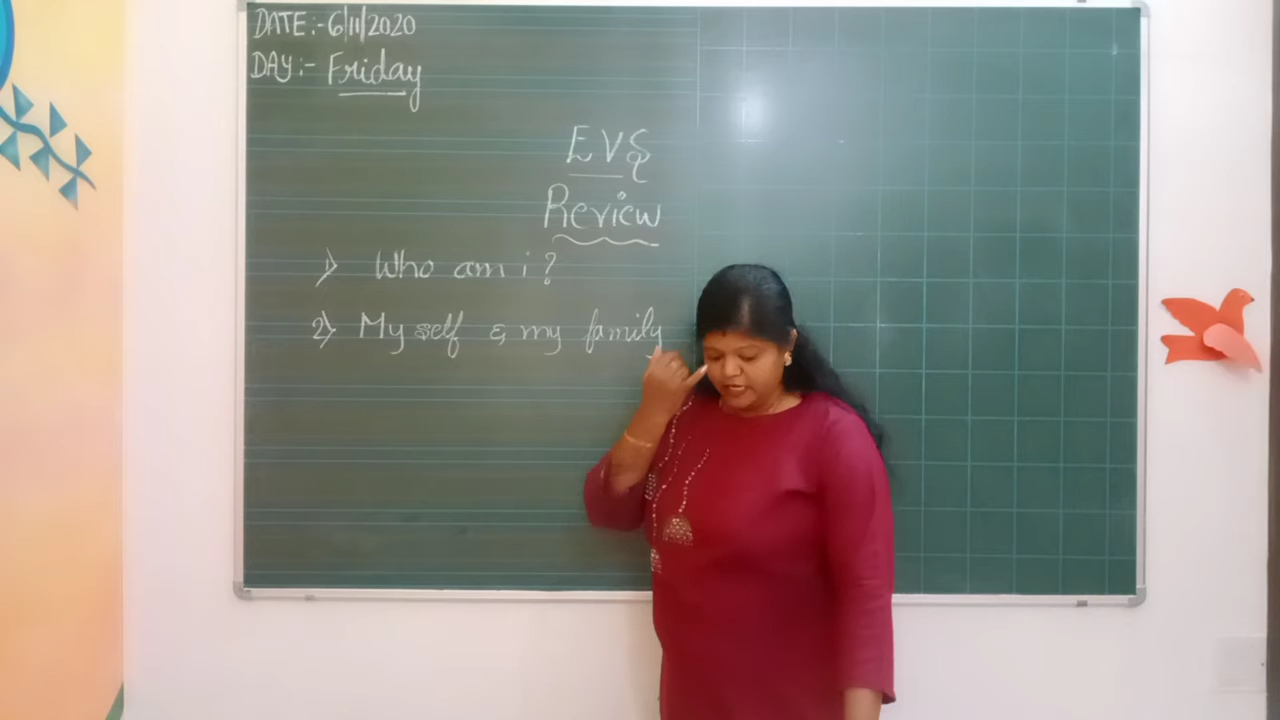 DATE:- 6/11/2020
DAY:- Friday
EVS
Review
1) Who am i?
2) My self & my family